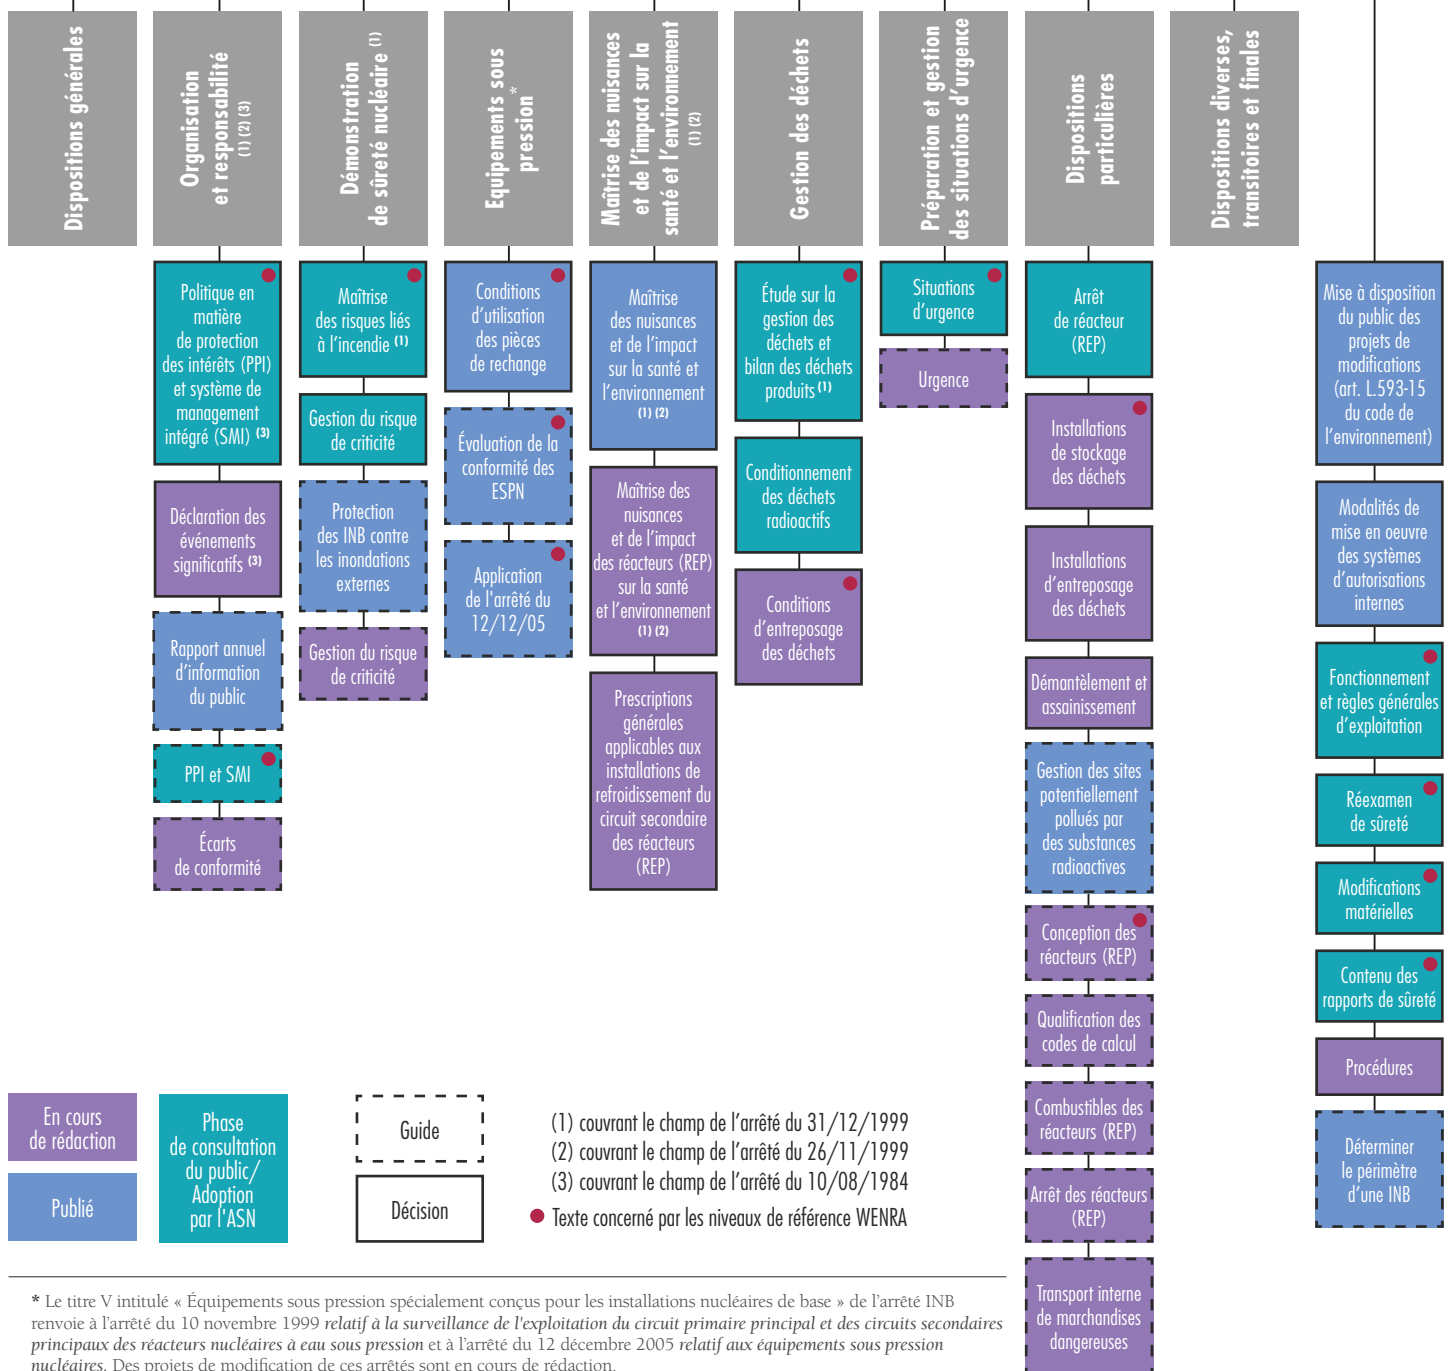 Dispositions générales
Organisation
et responsabilité
(1) (2) (3)
Démonstration
de sûreté nucléaire (1)
Equipements sous
pression*
Maîtrise des nuisances
et de l'impact sur la
santé et l'environnement
(1) (2)
Gestion des déchets
Préparation et gestion
des situations d'urgence
Dispositions
particulières
Dispositions diverses,
transitoires et finales
Politique en
matière
de protection
des intérêts (PPI)
et système de
management
intégré (SMI) (3)
Déclaration des
événements
significatifs (3)
Rapport annuel
d'information
du public
PPI et SMI
Écarts
de conformité
Maîtrise
des risques liés
à l'incendie (1)
Gestion du risque
de criticité
Protection
des INB contre
les inondations
externes
Gestion du risque
de criticité
Conditions
d'utilisation
des pièces
de rechange
Évaluation de la
conformité des
ESPN
Application
de l'arrêté du
12/12/05
Maîtrise
des nuisances
et de l'impact
sur la santé et
l'environnement
(1) (2)
Maîtrise des
nuisances
et de l'impact
des réacteurs (REP)
sur la santé
et l'environnement
(1) (2)
Prescriptions
générales
applicables aux
installations de
refroidissement du
circuit secondaire
des réacteurs
(REP)
Étude sur la
gestion des
déchets et
bilan des déchets
produits (1)
Conditionnement
des déchets
radioactifs
Conditions
d'entreposage
des déchets
Situations
d'urgence
Urgence
Arrêt
de réacteur
(REP)
Installations
de stockage
des déchets
Installations
d'entreposage
des déchets
Démantèlement et
assainissement
Gestion des sites
potentiellement
pollués par
des substances
radioactives
Conception des
réacteurs (REP)
Qualification des
codes de calcul
Combustibles des
réacteurs (REP)
Arrêt des réacteurs
(REP)
Transport interne
de marchandises
dangereuses
Mise à disposition
du public des
projets de
modifications
(art. L.593-15
du code de
l'environnement)
Modalités de
mise en oeuvre
des systèmes
d'autorisations
internes
Fonctionnement
et règles générales
d'exploitation
Réexamen
de sûreté
Modifications
matérielles
Contenu des
rapports de sûreté
Procédures
Déterminer
le périmètre
d'une INB
En cours
de rédaction
Publié
Phase
de consultation
du public/
Adoption
par l'ASN
Guide
Décision
(1) couvrant le champ de l'arrêté du 31/12/1999
(2) couvrant le champ de l'arrêté du 26/11/1999
(3) couvrant le champ de l'arrêté du 10/08/1984
Texte concerné par les niveaux de référence WENRA
* Le titre V intitulé « Équipements sous pression spécialement conçus pour les installations nucléaires de base » de l'arrêté INB
renvoie à l'arrêté du 10 novembre 1999 relatif à la surveillance de l'exploitation du circuit primaire principal et des circuits secondaires
principaux des réacteurs nucléaires à eau sous pression et à l'arrêté du 12 décembre 2005 relatif aux équipements sous pression
nucléaires. Des projets de modification de ces arrêtés sont en cours de rédaction.